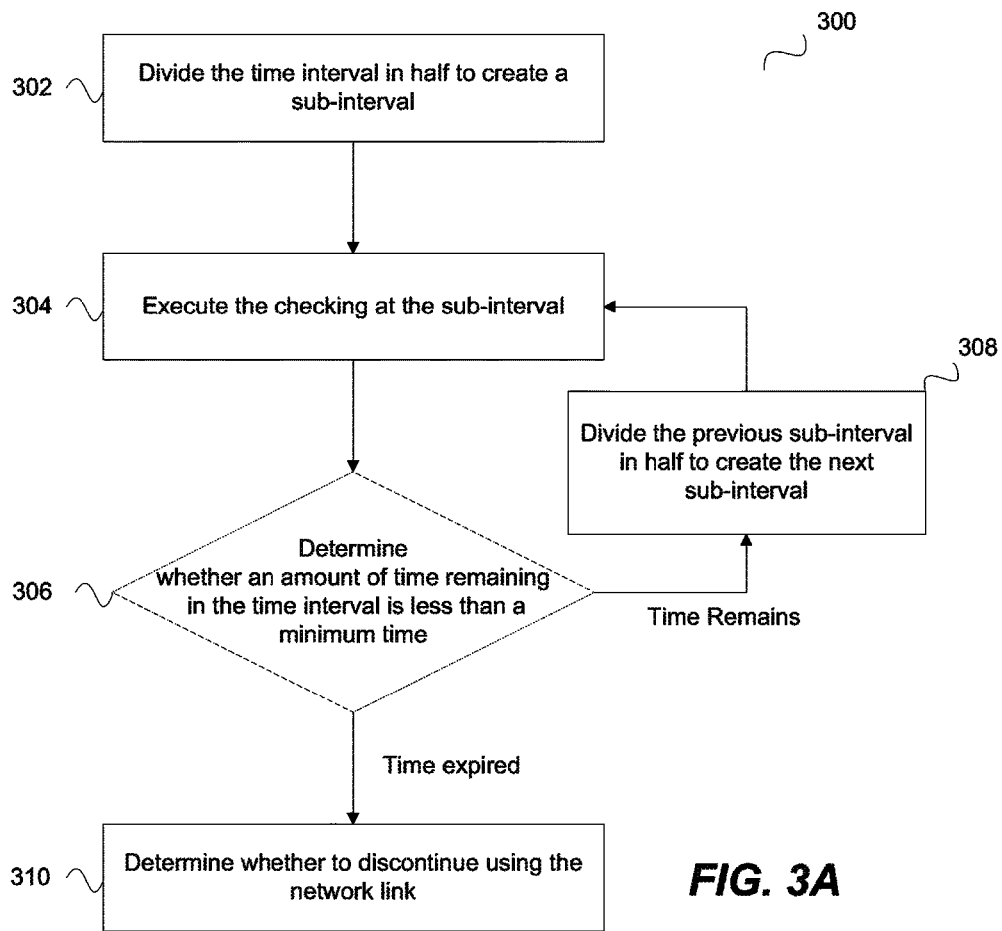 300
302
Divide the time interval in half to create a
sub-interval
304
Execute the checking at the sub-interval
308
Divide the previous sub-interval
in half to create the next
sub-interval
306
Determine
whether an amount of time remaining
in the time interval is less than a
minimum time
Time Remains
Time expired
310
Determine whether to discontinue using the
network link
FIG. 3A